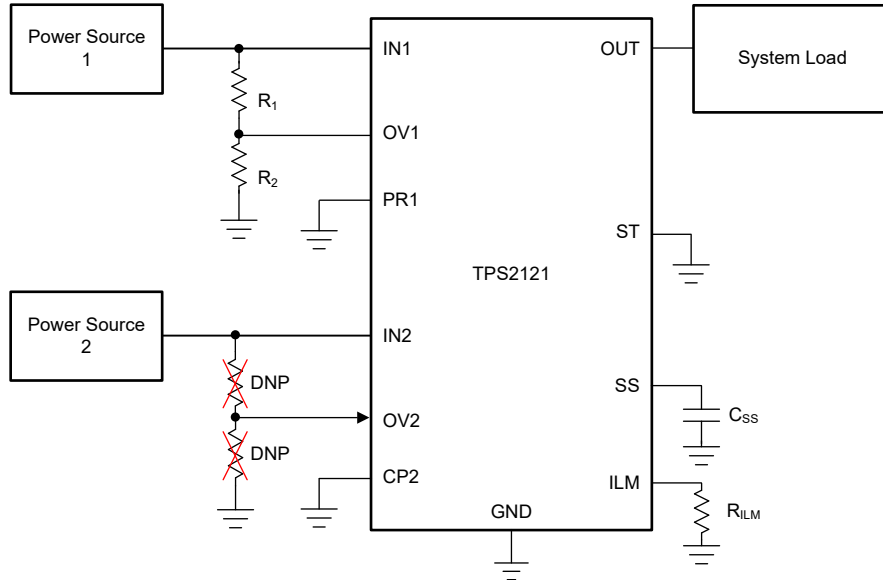 Power Source
1
IN1
OUT
System Load
R1
OV1
R2
PR1
ST
TPS2121
Power Source
2
IN2
DNP
SS
CSS
OV2
DNP
CP2
ILM
RILM
GND